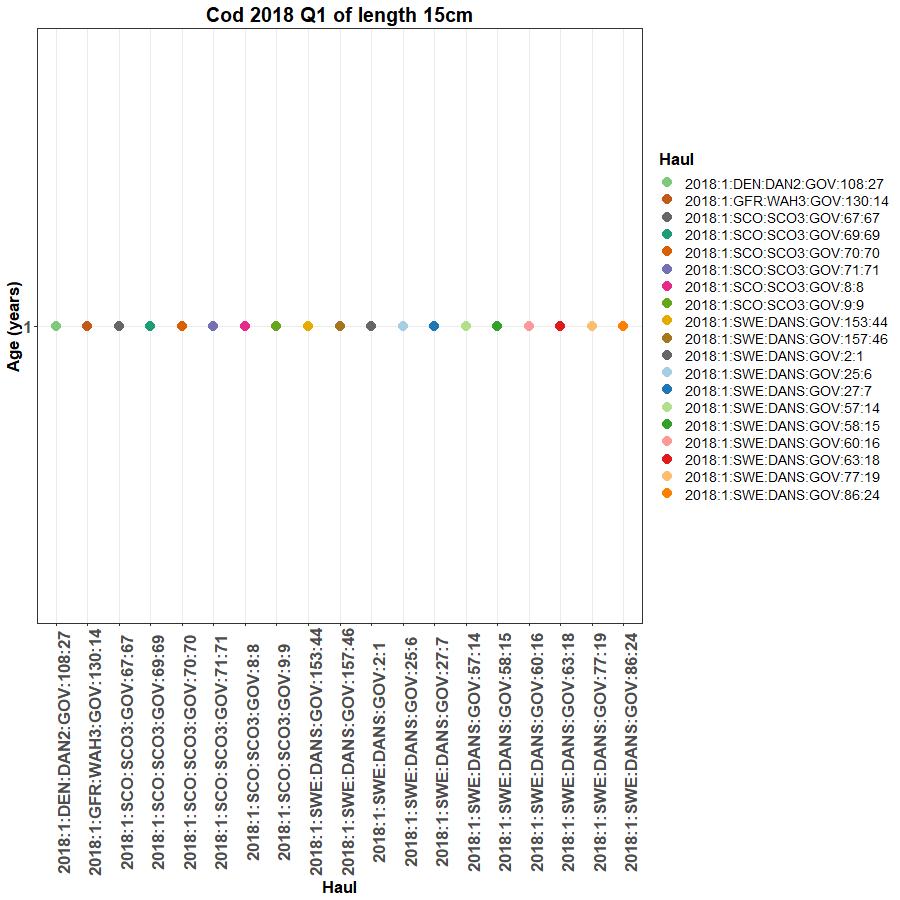 Cod 2018 Q1 of length 15cm
Age (years)
1
2018:1:DEN:DAN2:GOV:108:27
2018:1:GFR:WAH3:GOV:130:14
2018:1:SCO:SCO3:GOV:67:67
2018:1:SCO:SCO3:GOV:69:69
2018:1:SCO:SCO3:GOV:70:70
2018:1:SCO:SCO3:GOV:71:71
2018:1:SCO:SCO3:GOV:8:8
2018:1:SCO:SCO3:GOV:9:9
2018:1:SWE:DANS:GOV:153:44
2018:1:SWE:DANS:GOV:157:46
2018:1:SWE:DANS:GOV:2:1
2018:1:SWE:DANS:GOV:25:6
2018:1:SWE:DANS:GOV:27:7
2018:1:SWE:DANS:GOV:57:14
2018:1:SWE:DANS:GOV:58:15
2018:1:SWE:DANS:GOV:60:16
2018:1:SWE:DANS:GOV:63:18
2018:1:SWE:DANS:GOV:77:19
2018:1:SWE:DANS:GOV:86:24
Haul
Haul
2018:1:DEN:DAN2:GOV:108:27
2018:1:GFR:WAH3:GOV:130:14
2018:1:SCO:SCO3:GOV:67:67
2018:1:SCO:SCO3:GOV:69:69
2018:1:SCO:SCO3:GOV:70:70
2018:1:SCO:SCO3:GOV:71:71
2018:1:SCO:SCO3:GOV:8:8
2018:1:SCO:SCO3:GOV:9:9
2018:1:SWE:DANS:GOV:153:44
2018:1:SWE:DANS:GOV:157:46
2018:1:SWE:DANS:GOV:2:1
2018:1:SWE:DANS:GOV:25:6
2018:1:SWE:DANS:GOV:27:7
2018:1:SWE:DANS:GOV:57:14
2018:1:SWE:DANS:GOV:58:15
2018:1:SWE:DANS:GOV:60:16
2018:1:SWE:DANS:GOV:63:18
2018:1:SWE:DANS:GOV:77:19
2018:1:SWE:DANS:GOV:86:24